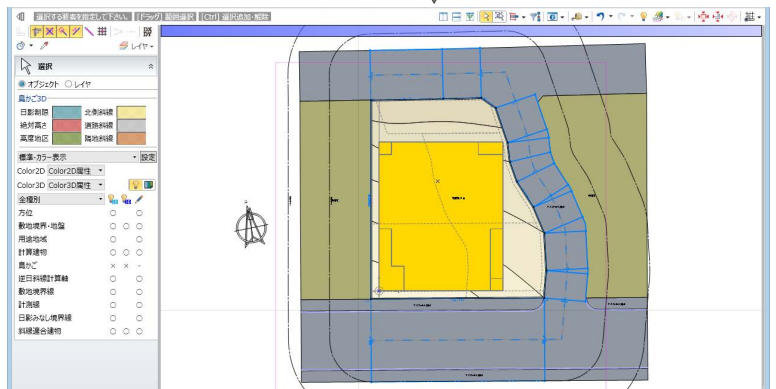 選択する要素を指定して下さい。 [ドラッグ] 範囲選択 [Ctrl] 選択追加・解除
レイヤ
選択
オブジェクト レイヤ
鳥かご3D
日影制限 北側斜線
絶対高さ 道路斜線
高度地区 隣地斜線
標準-カラー表示 設定
Color2D Color2D属性
Color3D Color3D属性
全種別
方位 ○ ○
敷地境界・地盤 ○ ○ ○
用途地域 ○ ○
計算建物 ○ ○ ○
鳥かご × × -
逆日斜線計算軸 ○ ○
敷地境界線 ○ ○
計測線 ○ ○
日影みなし境界線 ○ ○
斜線適合建物 ○ ○ ○